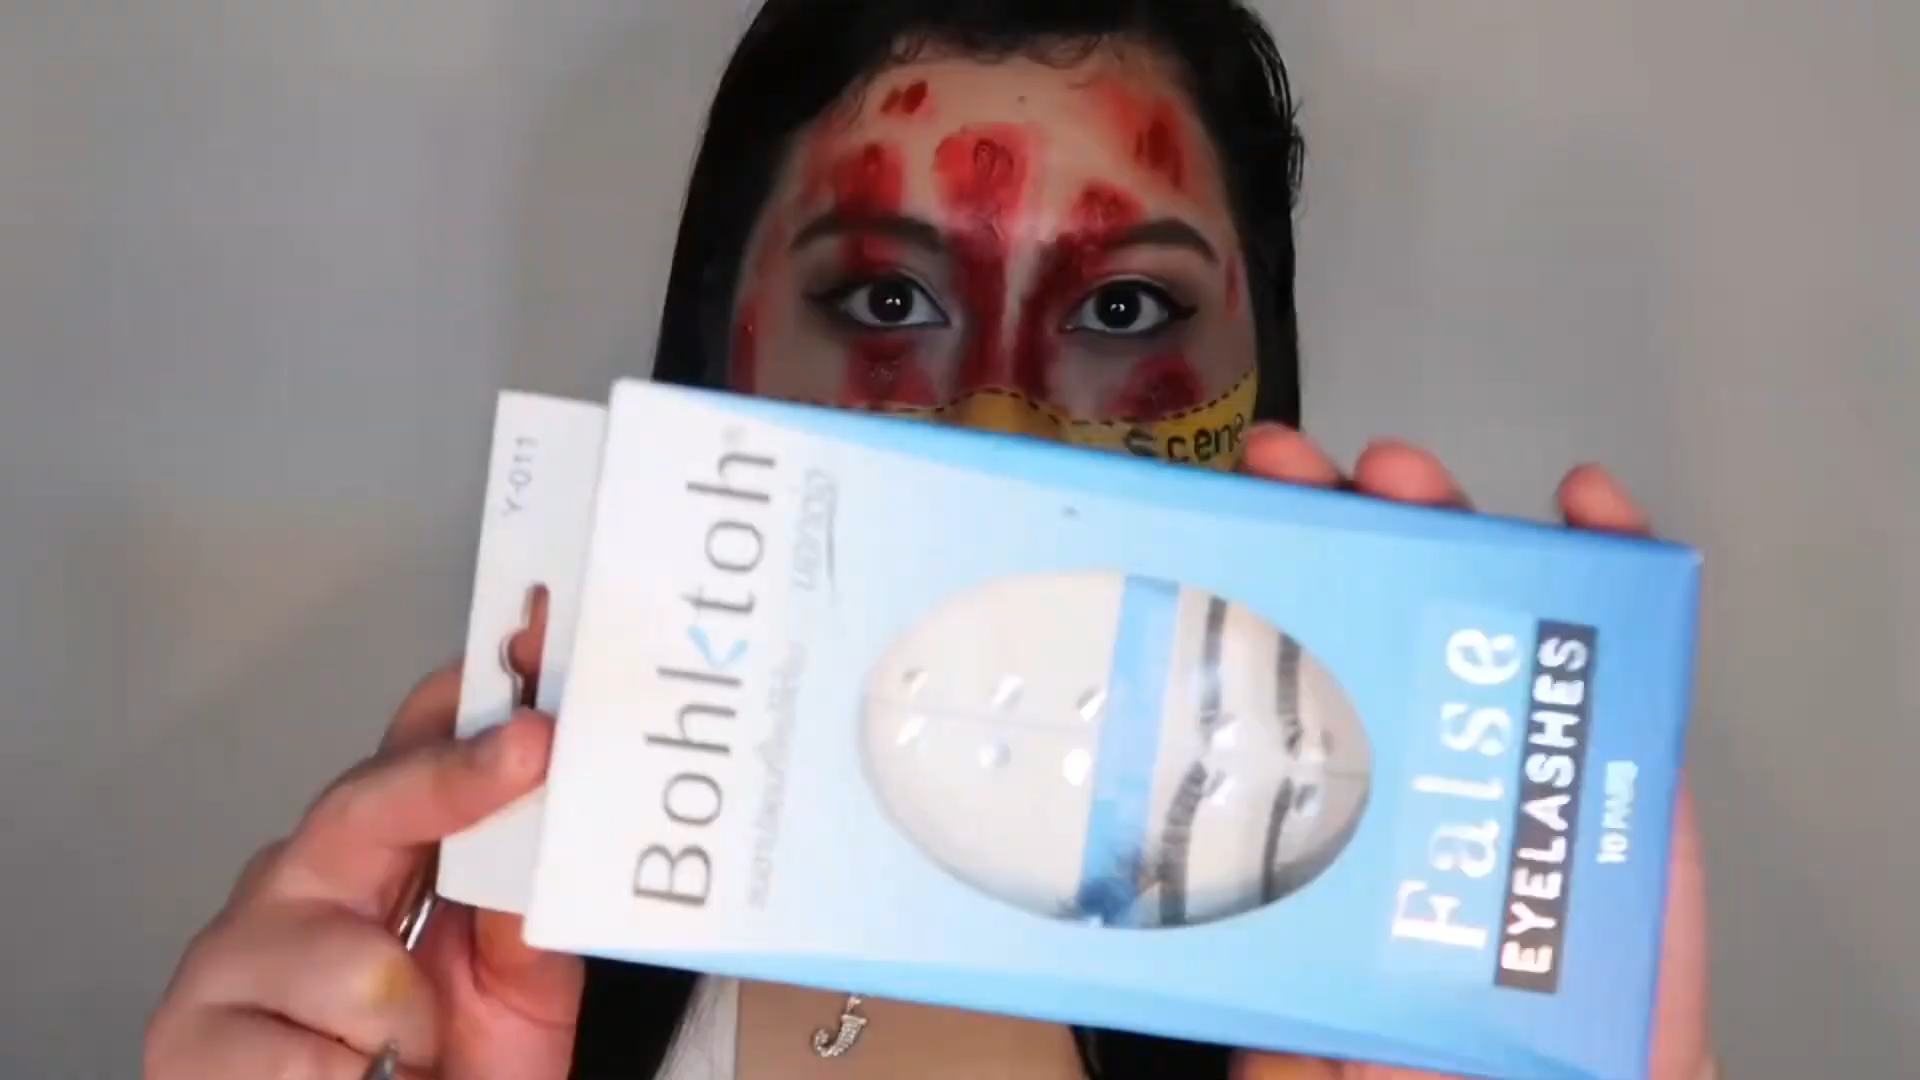 Scene
Y-011
Bohktoh®
False
EYELASHES
10 PAIRS